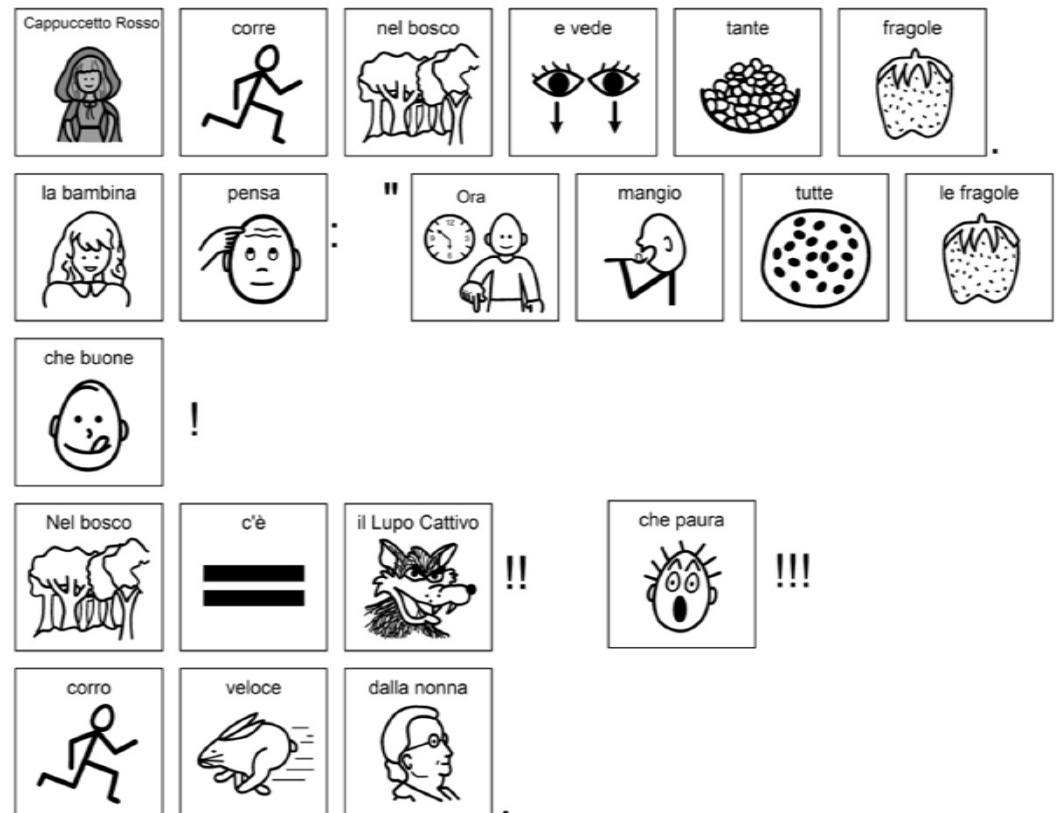 Cappuccetto Rosso corre nel bosco e vede tante fragole.
la bambina pensa: " Ora mangio tutte le fragole
che buone !
Nel bosco c'è il Lupo Cattivo !! che paura !!!
corro veloce dalla nonna.